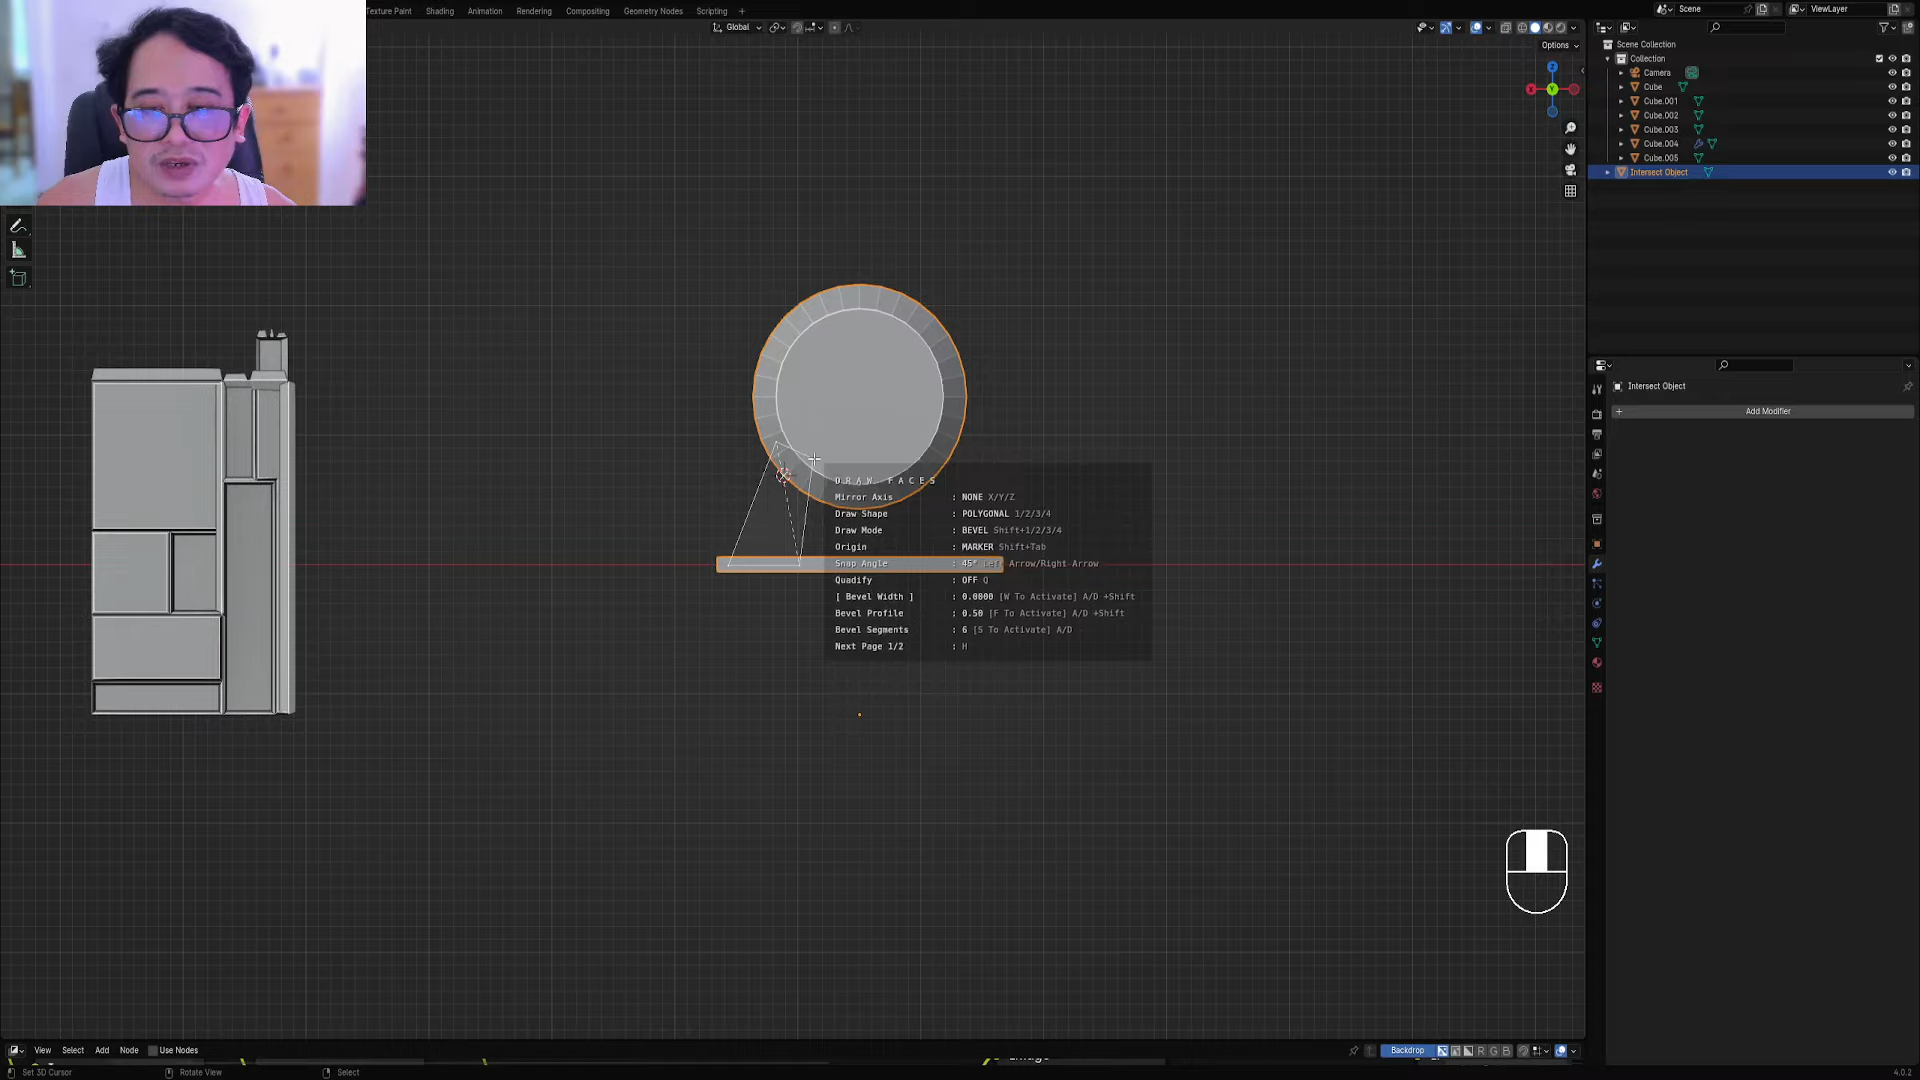 Texture Paint Shading Animation Rendering Compositing Geometry Nodes Scripting +
Scene ViewLayer
Global
Options
Scene Collection
Collection
Camera
Cube
Cube.001
Cube.002
Cube.003
Cube.004
Cube.005
Intersect Object
Z
X
Y
Intersect Object
+ Add Modifier
DRAW FACES
Mirror Axis : NONE X/Y/Z
Draw Shape : POLYGONAL 1/2/3/4
Draw Mode : BEVEL Shift+1/2/3/4
Origin : MARKER Shift+Tab
Snap Angle : 45° Left Arrow/Right Arrow
Quadify : OFF Q
[ Bevel Width ] : 0.0000 [W To Activate] A/D +Shift
Bevel Profile : 0.50 [F To Activate] A/D +Shift
Bevel Segments : 6 [S To Activate] A/D
Next Page 1/2 : H
View Select Add Node Use Nodes
Backdrop R G B
Set 3D Cursor Rotate View Select
4.0.2